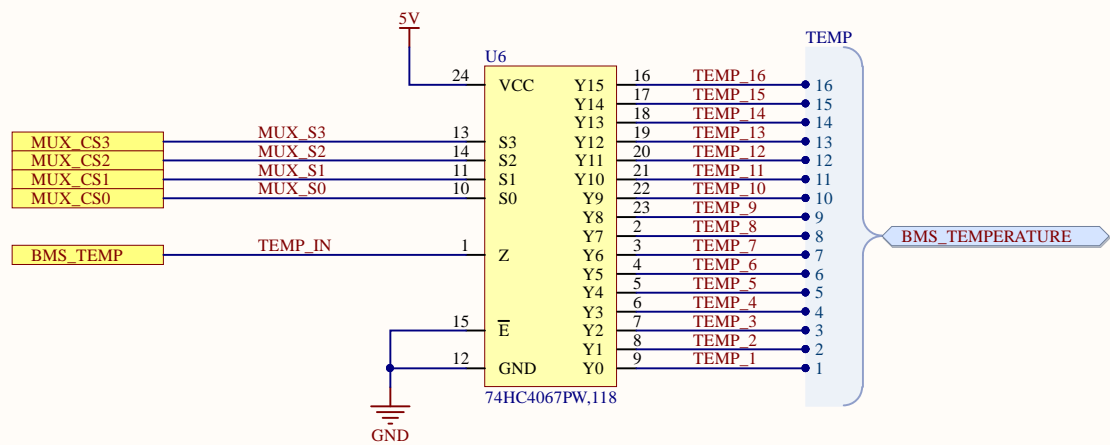 5V
TEMP
U6
24 VCC Y15 16 TEMP_16 16
Y14 17 TEMP_15 15
Y13 18 TEMP_14 14
MUX_CS3 MUX_S3 13 S3 Y12 19 TEMP_13 13
MUX_CS2 MUX_S2 14 S2 Y11 20 TEMP_12 12
MUX_CS1 MUX_S1 11 S1 Y10 21 TEMP_11 11
MUX_CS0 MUX_S0 10 S0 Y9 22 TEMP_10 10
Y8 23 TEMP_9 9
Y7 2 TEMP_8 8 BMS_TEMPERATURE
BMS_TEMP TEMP_IN 1 Z Y6 3 TEMP_7 7
Y5 4 TEMP_6 6
Y4 5 TEMP_5 5
Y3 6 TEMP_4 4
15 E Y2 7 TEMP_3 3
Y1 8 TEMP_2 2
12 GND Y0 9 TEMP_1 1
74HC4067PW,118
GND